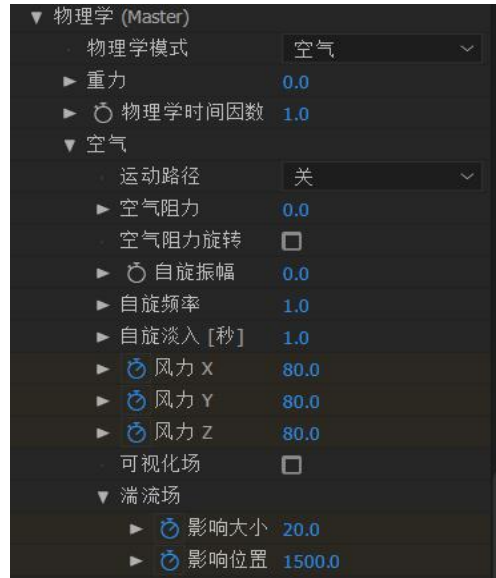 物理学 (Master)
物理学模式 空气
重力 0.0
物理学时间因数 1.0
空气
运动路径 关
空气阻力 0.0
空气阻力旋转
自旋振幅 0.0
自旋频率 1.0
自旋淡入 [秒] 1.0
风力 X 80.0
风力 Y 80.0
风力 Z 80.0
可视化场
湍流场
影响大小 20.0
影响位置 1500.0